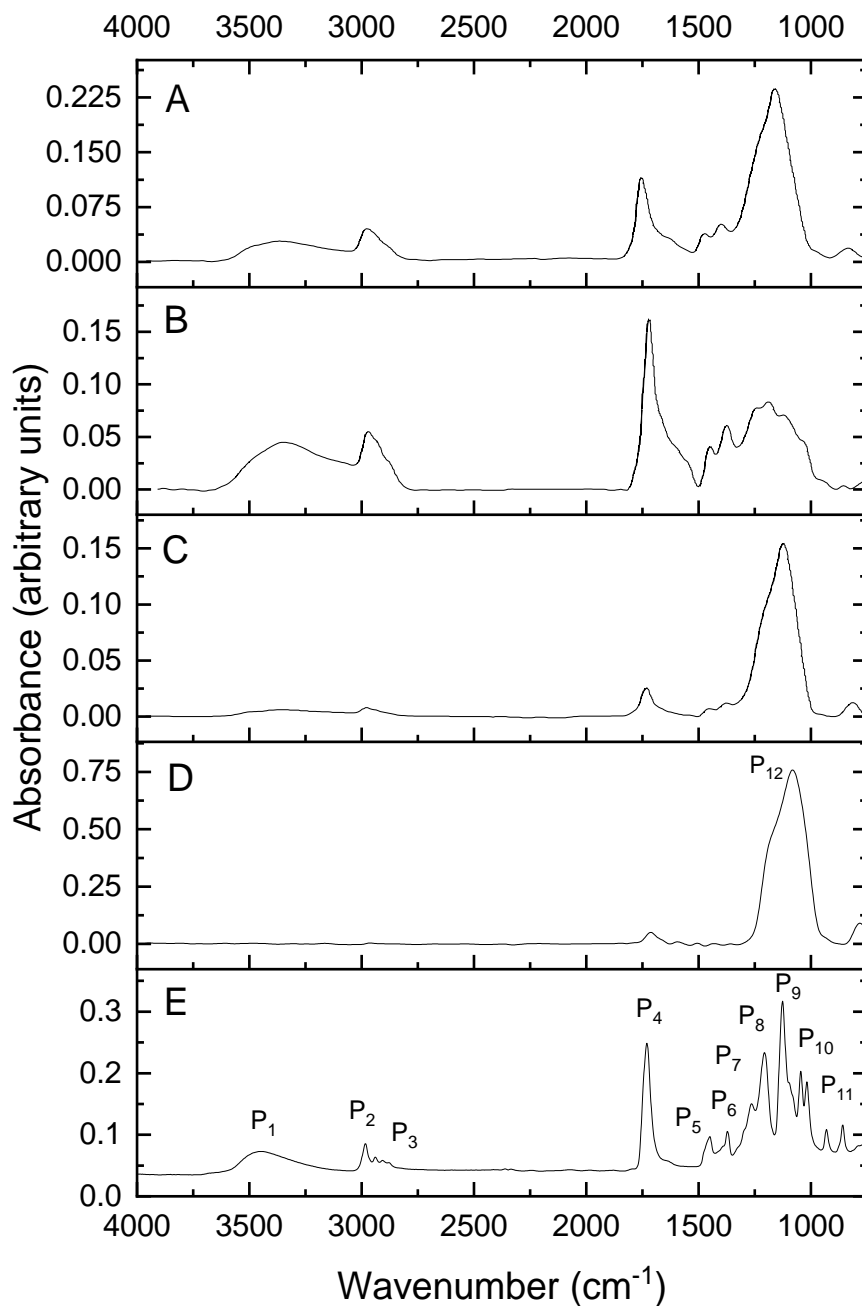 4000 3500 3000 2500 2000 1500 1000
A
0.225
0.150
0.075
0.000
B
0.15
0.10
0.05
0.00
C
0.15
0.10
0.05
0.00
D
P12
0.75
0.50
0.25
0.00
E
P1
P2
P3
P4
P5
P6
P7
P8
P9
P10
P11
0.3
0.2
0.1
0.0
4000 3500 3000 2500 2000 1500 1000
Absorbance (arbitrary units)
Wavenumber (cm-1)